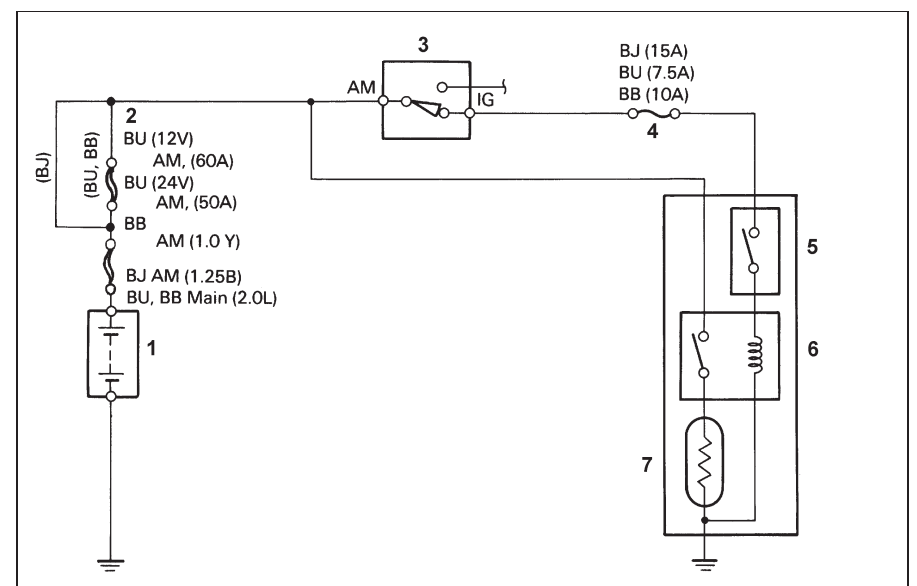 3
BJ (15A)
BU (7.5A)
BB (10A)
AM
IG
4
2
BU (12V)
AM, (60A)
BU (24V)
AM, (50A)
(BJ)
(BU, BB)
BB
AM (1.0 Y)
BJ AM (1.25B)
BU, BB Main (2.0L)
1
5
6
7